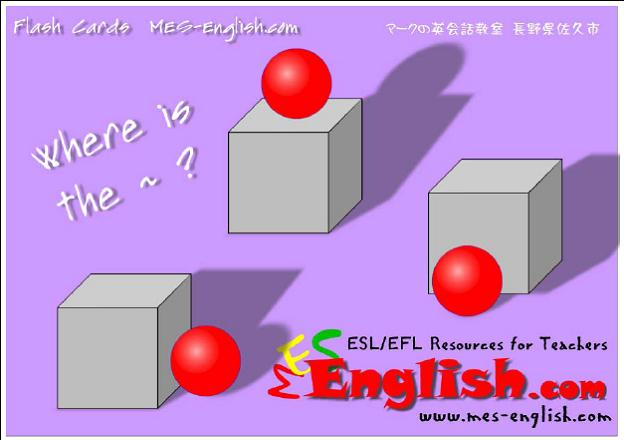 Flash Cards MES-English.com
マークの英会話教室 長野県佐久市
where is
the ~ ?
MES
ESL/EFL Resources for Teachers
English.com
www.mes-english.com